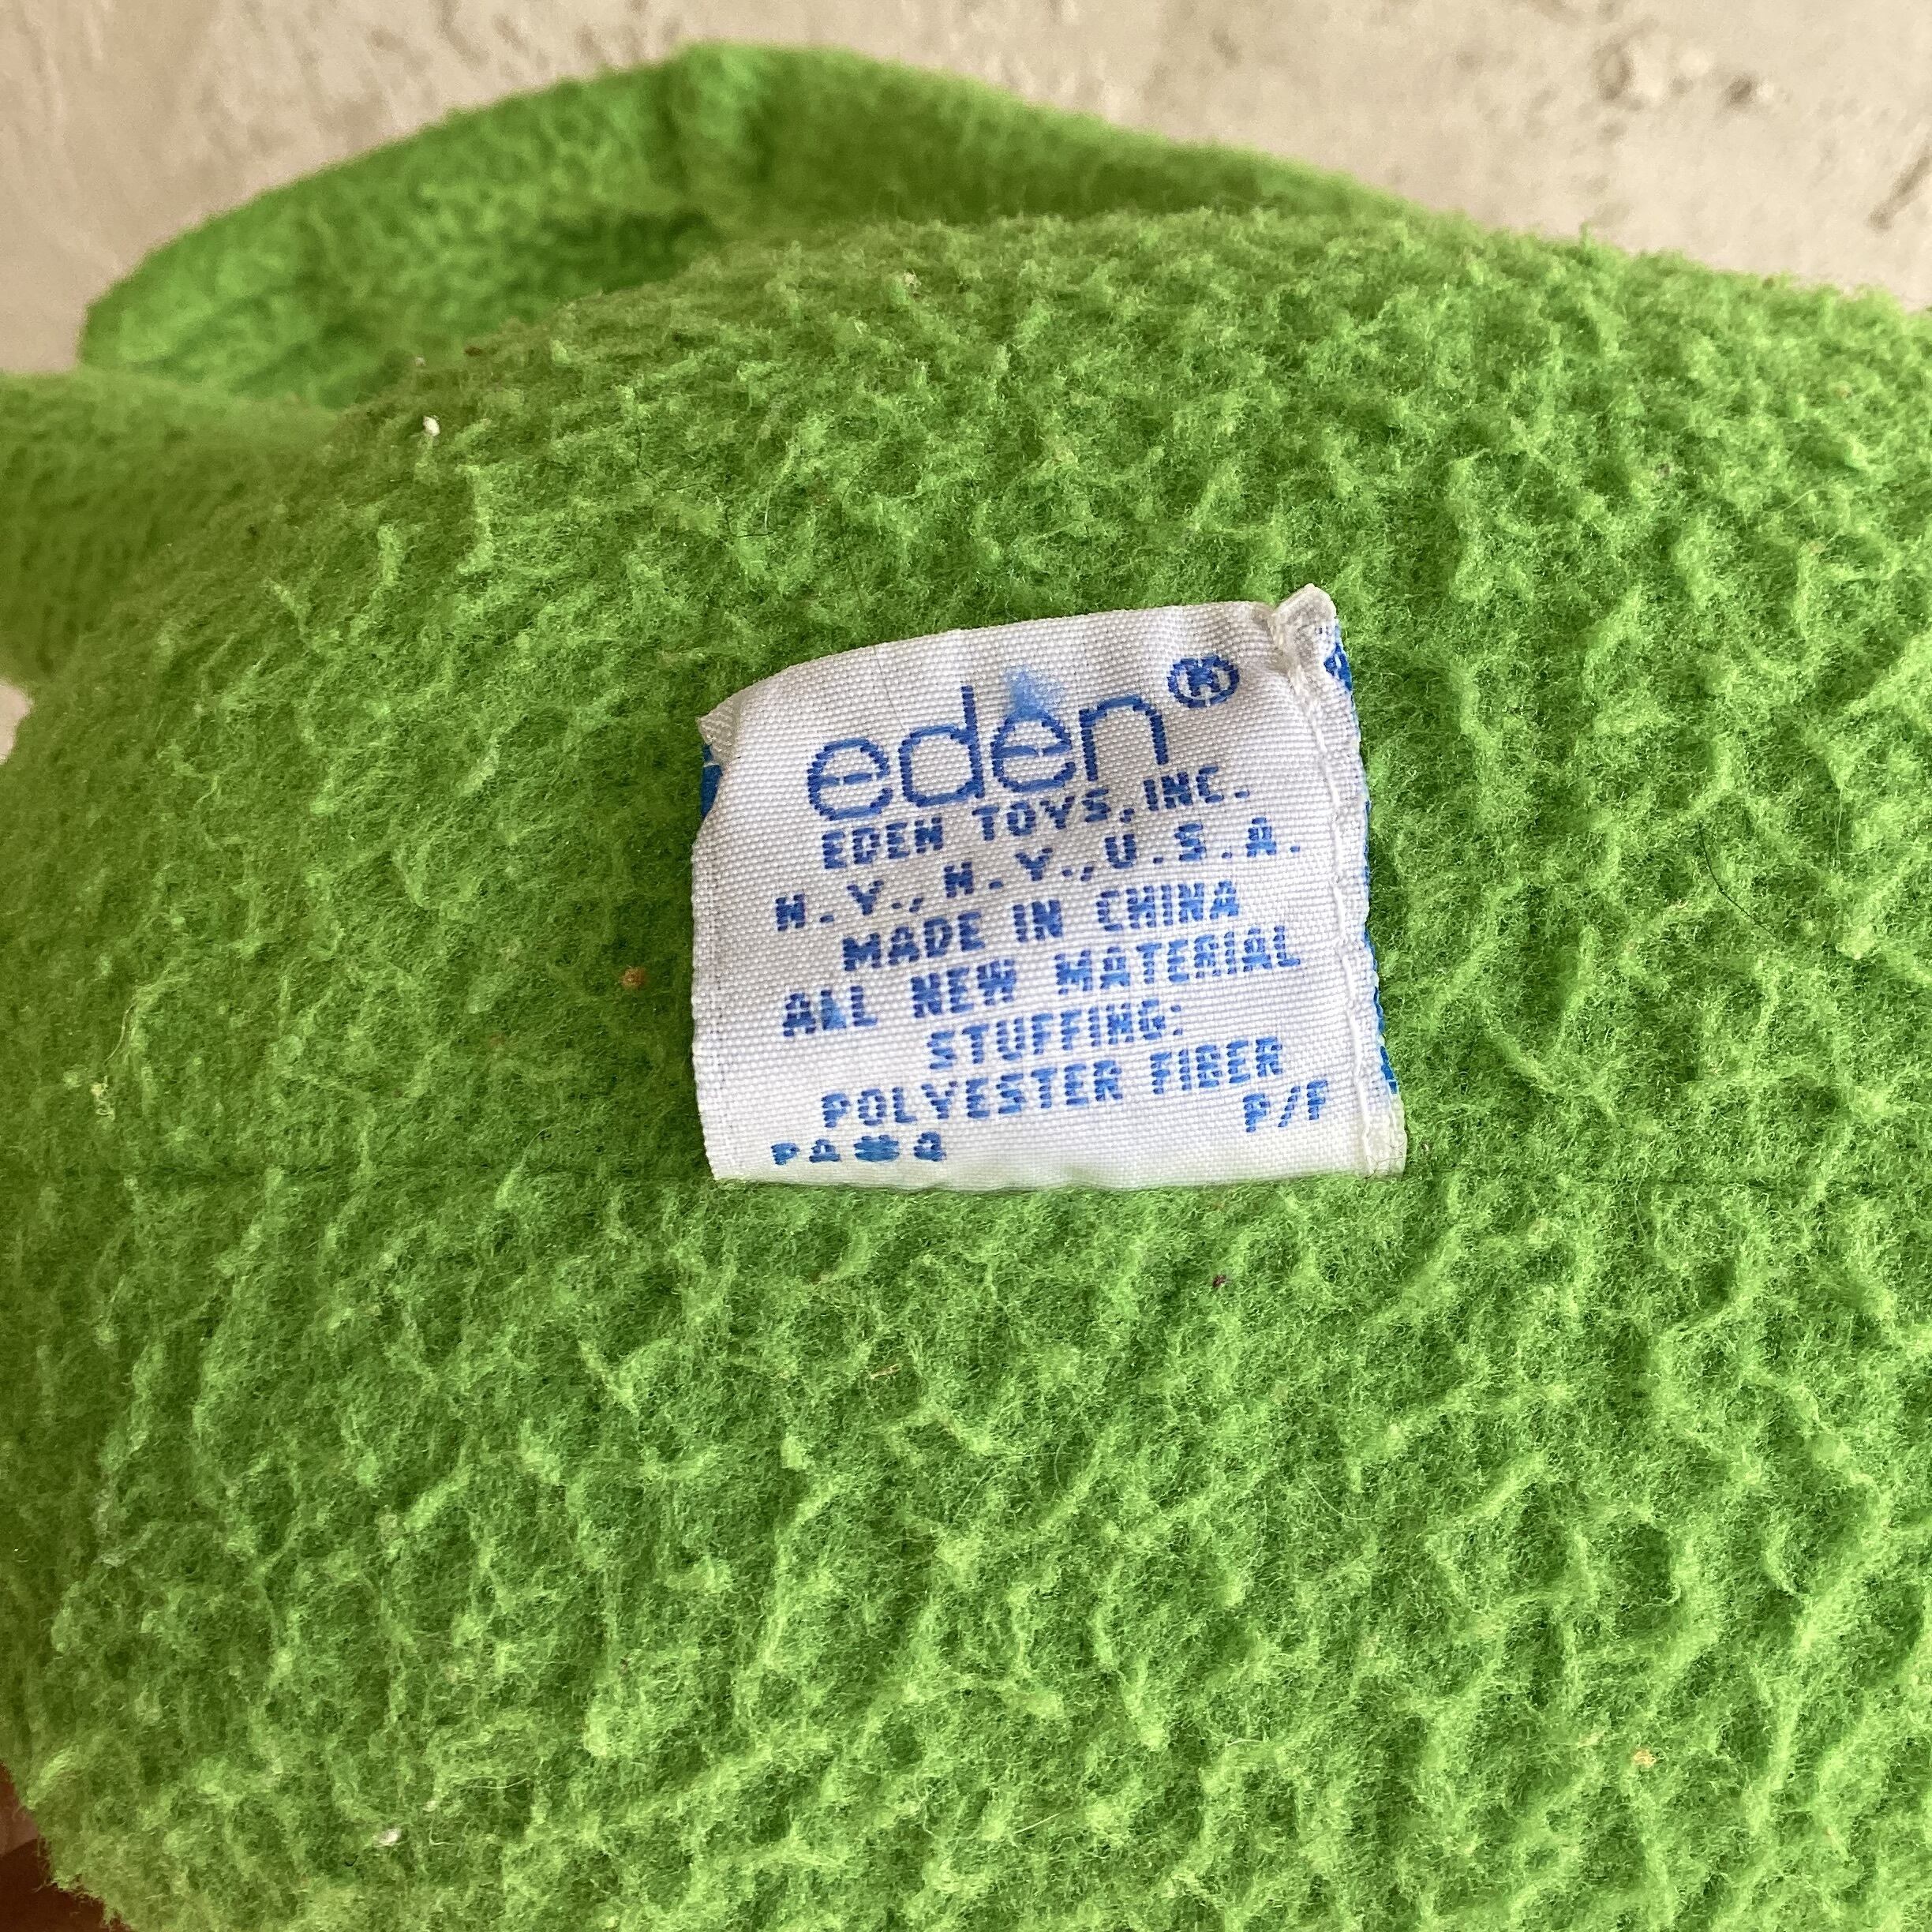 eden®
EDEN TOYS, INC.
N.Y., N.Y., U.S.A.
MADE IN CHINA
ALL NEW MATERIAL
STUFFING:
POLYESTER FIBER
P/F